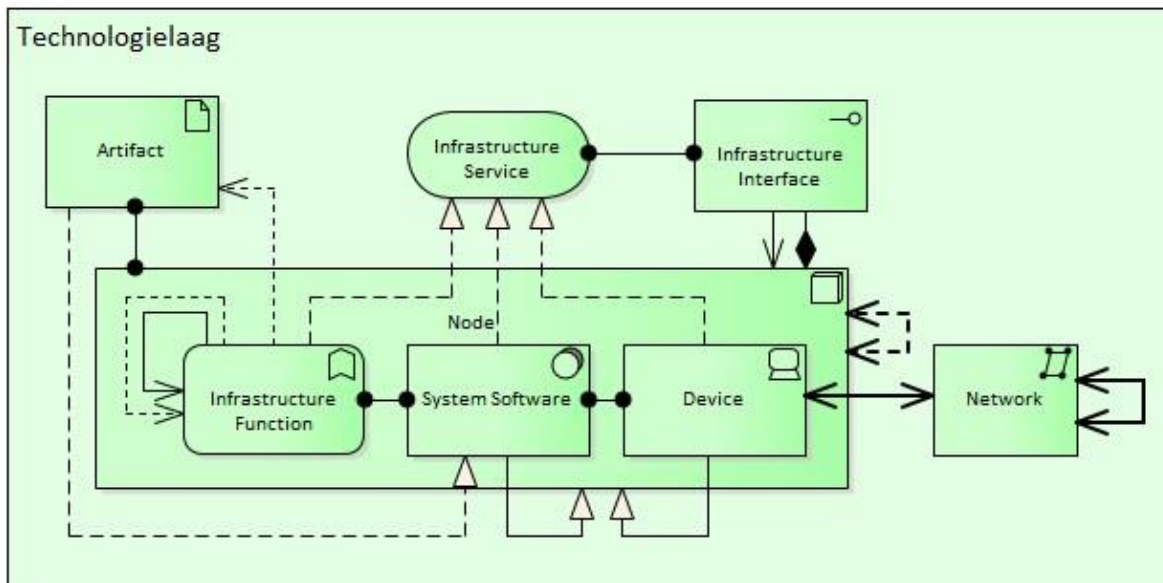 Technologielaag
Artifact
Infrastructure
Service
Infrastructure
Interface
Node
Infrastructure
Function
System Software
Device
Network